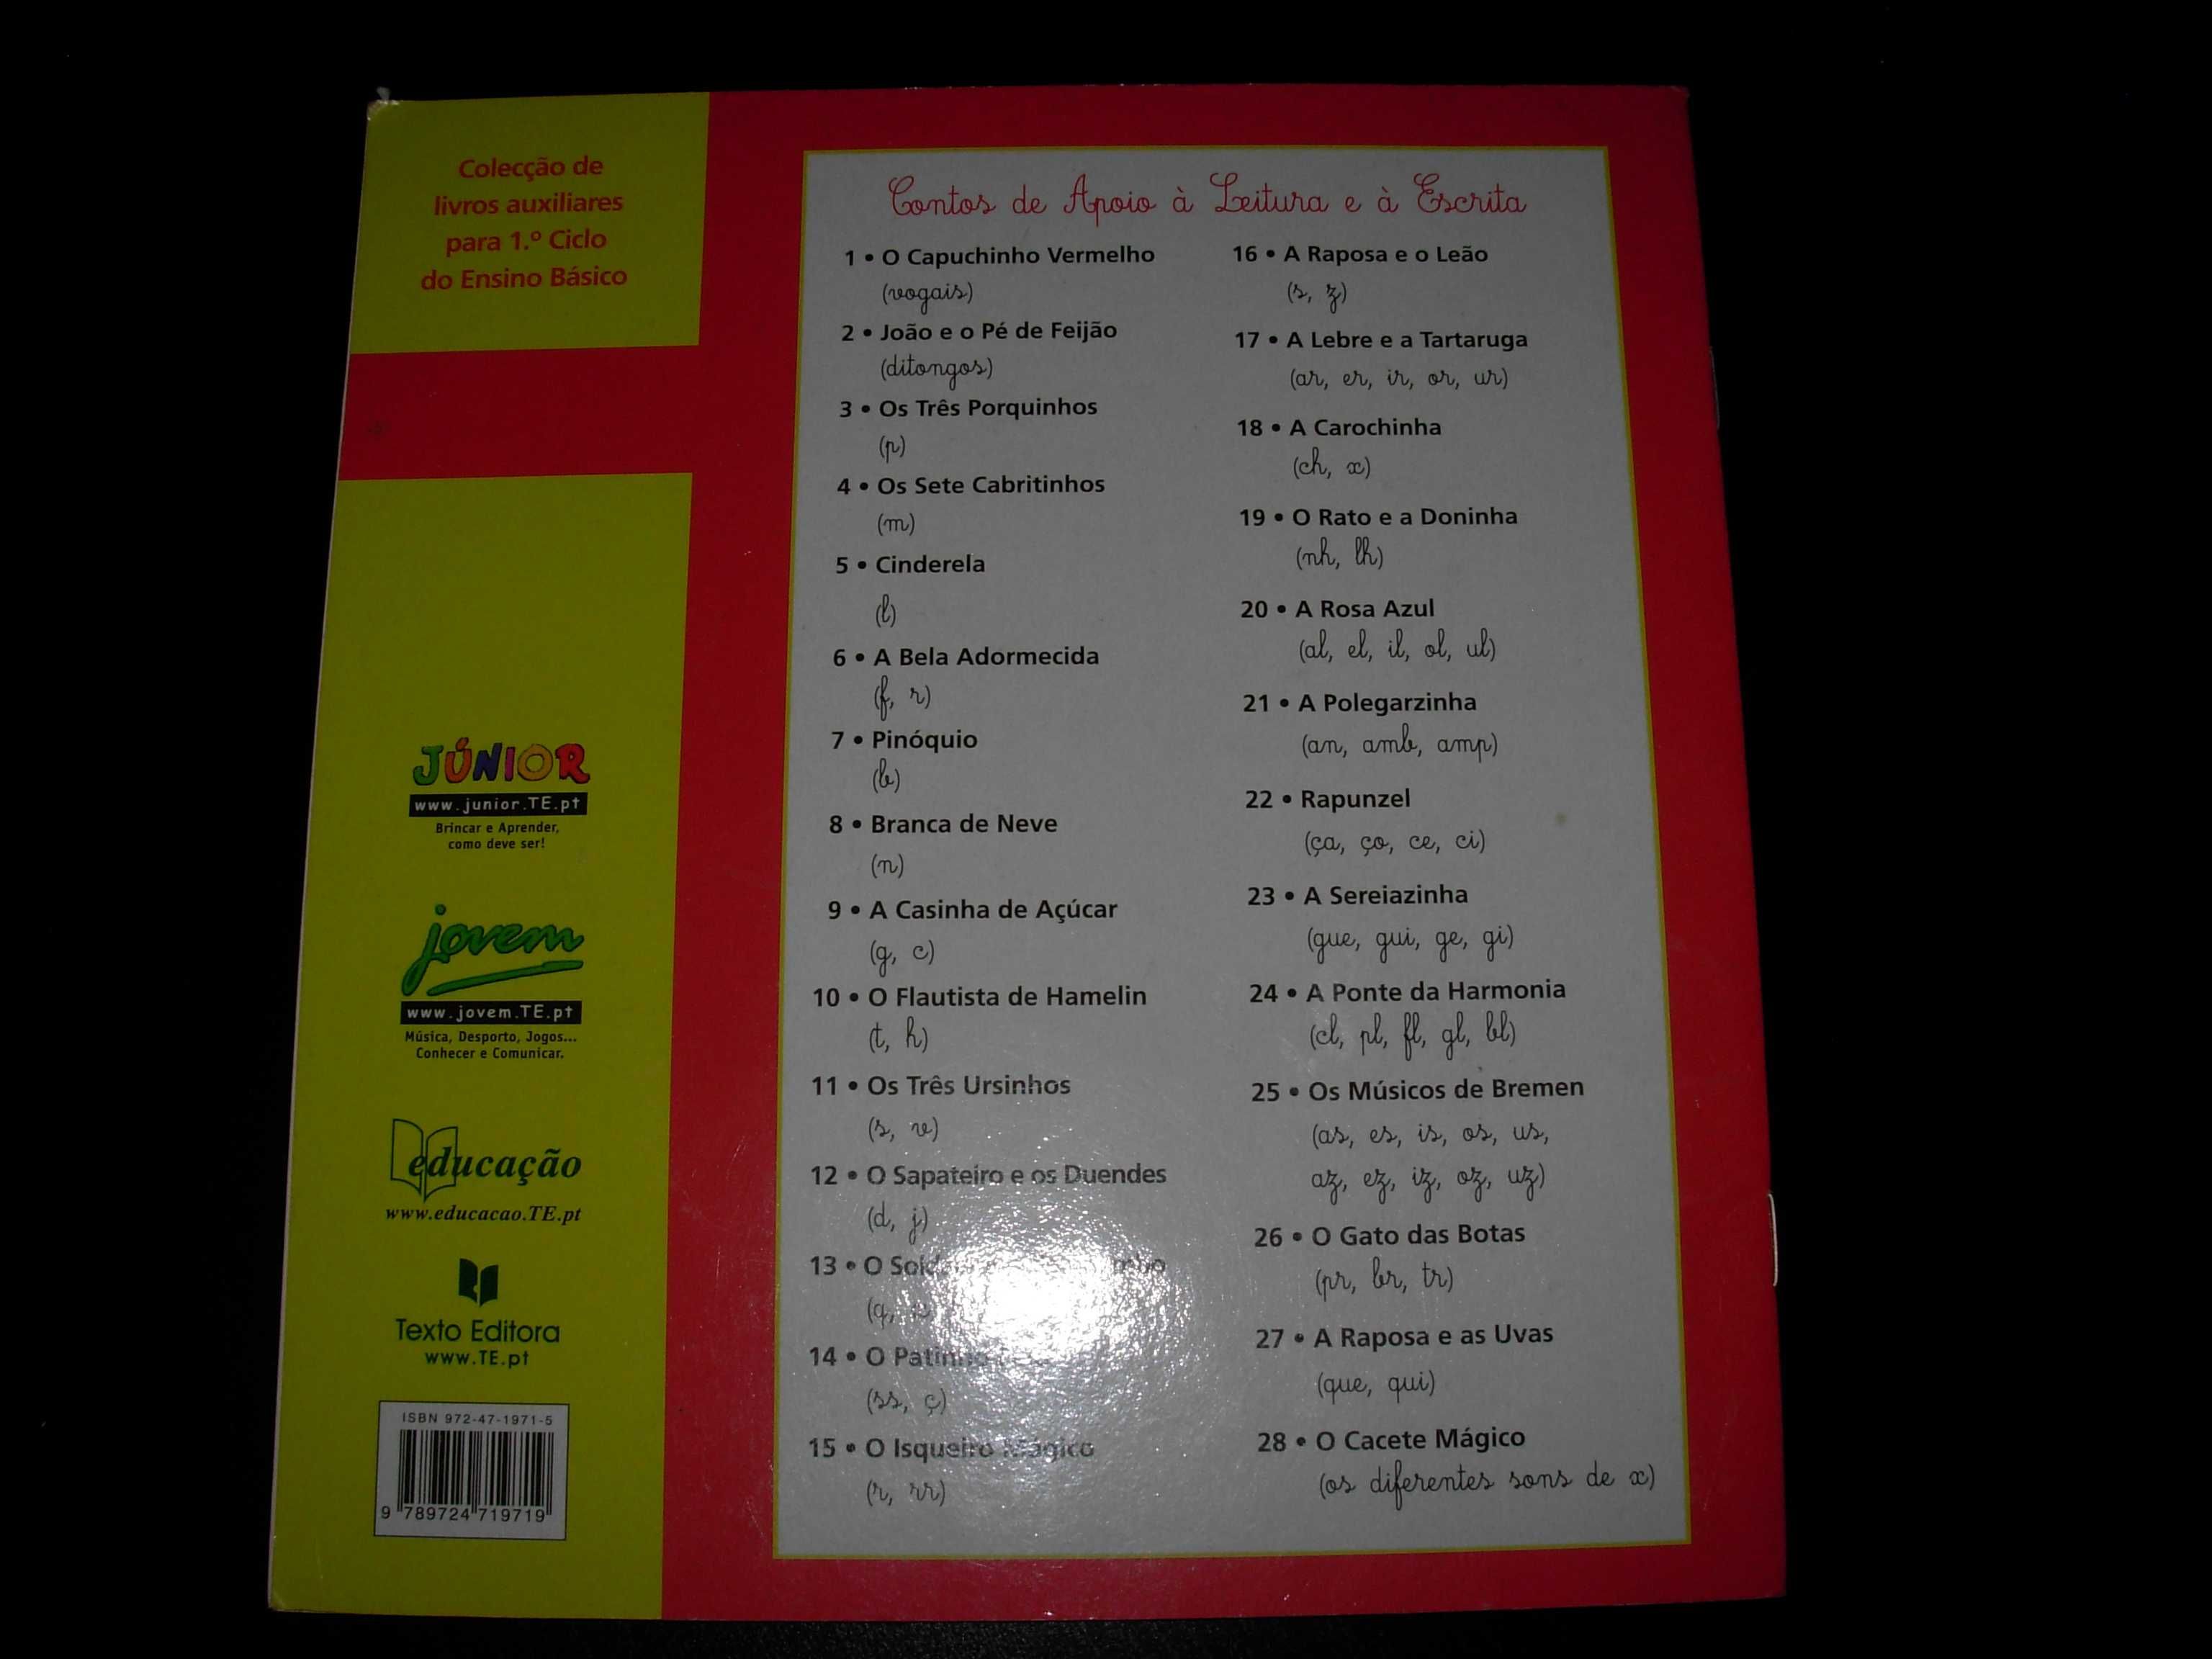 Colecção de
livros auxiliares
para 1.º Ciclo
do Ensino Básico
JÚNIOR
www.junior.TE.pt
Brincar e Aprender,
como deve ser!
jovem
www.jovem.TE.pt
Música, Desporto, Jogos...
Conhecer e Comunicar.
educação
www.educacao.TE.pt
Texto Editora
www.TE.pt
ISBN 972-47-1971-5
9 789724 719719
Contos de Apoio à Leitura e à Escrita
1 • O Capuchinho Vermelho
(vogais)
2 • João e o Pé de Feijão
(ditongos)
3 • Os Três Porquinhos
(p)
4 • Os Sete Cabritinhos
(m)
5 • Cinderela
(l)
6 • A Bela Adormecida
(f, r)
7 • Pinóquio
(b)
8 • Branca de Neve
(n)
9 • A Casinha de Açúcar
(g, c)
10 • O Flautista de Hamelin
(t, h)
11 • Os Três Ursinhos
(s, v)
12 • O Sapateiro e os Duendes
(d, j)
13 • O
(q,
14 • O Patinho
(ss, ç)
15 • O Isqueiro Mágico
(r, rr)
16 • A Raposa e o Leão
(s, z)
17 • A Lebre e a Tartaruga
(ar, er, ir, or, ur)
18 • A Carochinha
(ch, x)
19 • O Rato e a Doninha
(nh, lh)
20 • A Rosa Azul
(al, el, il, ol, ul)
21 • A Polegarzinha
(an, amb, amp)
22 • Rapunzel
(ça, ço, ce, ci)
23 • A Sereiazinha
(gue, gui, ge, gi)
24 • A Ponte da Harmonia
(cl, pl, fl, gl, bl)
25 • Os Músicos de Bremen
(as, es, is, os, us,
az, ez, iz, oz, uz)
26 • O Gato das Botas
(pr, br, tr)
27 • A Raposa e as Uvas
(que, qui)
28 • O Cacete Mágico
(os diferentes sons de x)